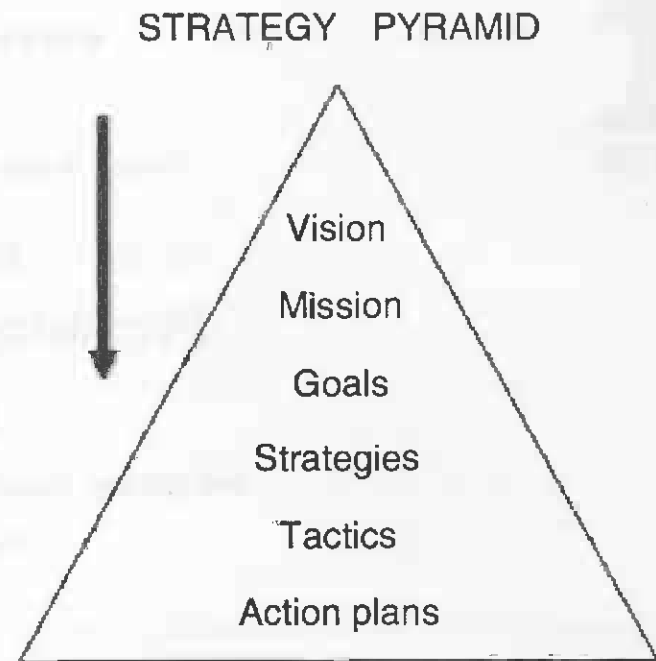 STRATEGY PYRAMID
Vision
Mission
Goals
Strategies
Tactics
Action plans